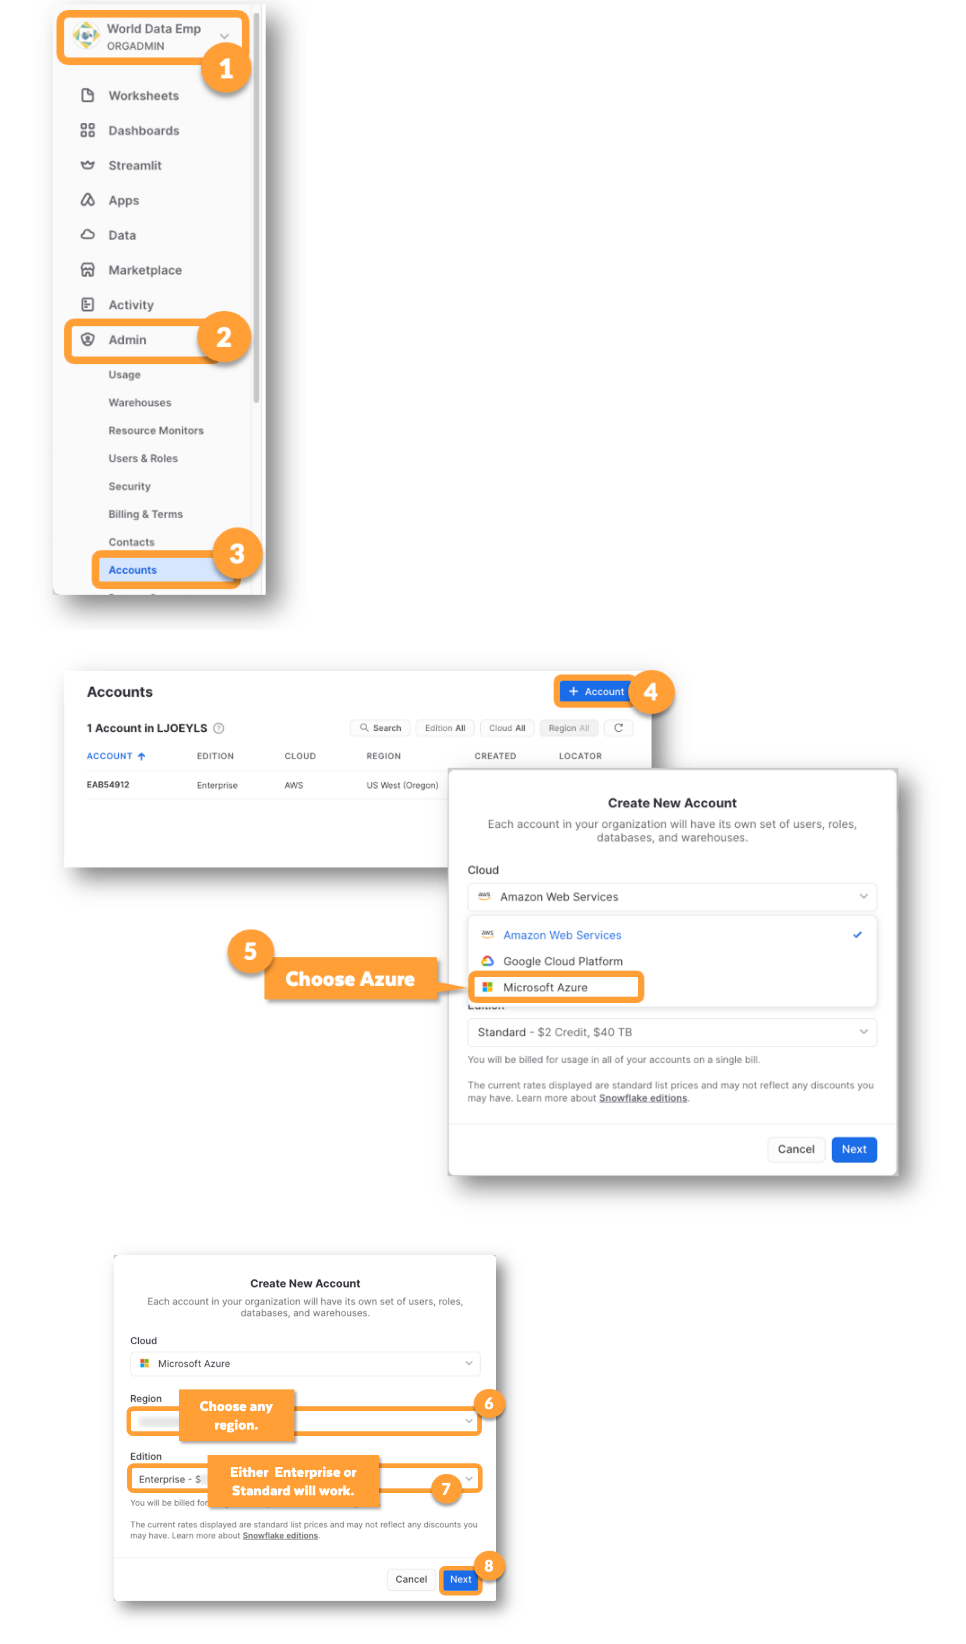 World Data Emp
ORGADMIN
1
Worksheets
Dashboards
Streamlit
Apps
Data
Marketplace
Activity
Admin
2
Usage
Warehouses
Resource Monitors
Users & Roles
Security
Billing & Terms
Contacts
3
Accounts
Accounts
+ Account
4
1 Account in LJOEYLS
Search
Edition All
Cloud All
Region All
ACCOUNT
EDITION
CLOUD
REGION
CREATED
LOCATOR
EAB54912
Enterprise
AWS
US West (Oregon)
Create New Account
Each account in your organization will have its own set of users, roles,
databases, and warehouses.
Cloud
aws Amazon Web Services
aws Amazon Web Services
Google Cloud Platform
5
Choose Azure
Microsoft Azure
Edition
Standard - $2 Credit, $40 TB
You will be billed for usage in all of your accounts on a single bill.
The current rates displayed are standard list prices and may not reflect any discounts you
may have. Learn more about Snowflake editions.
Cancel
Next
Create New Account
Each account in your organization will have its own set of users, roles,
databases, and warehouses.
Cloud
Microsoft Azure
Region
6
Choose any
region.
Edition
Enterprise - $
Either Enterprise or
Standard will work.
7
You will be billed for
The current rates displayed are standard list prices and may not reflect any discounts you
may have. Learn more about Snowflake editions.
8
Cancel
Next